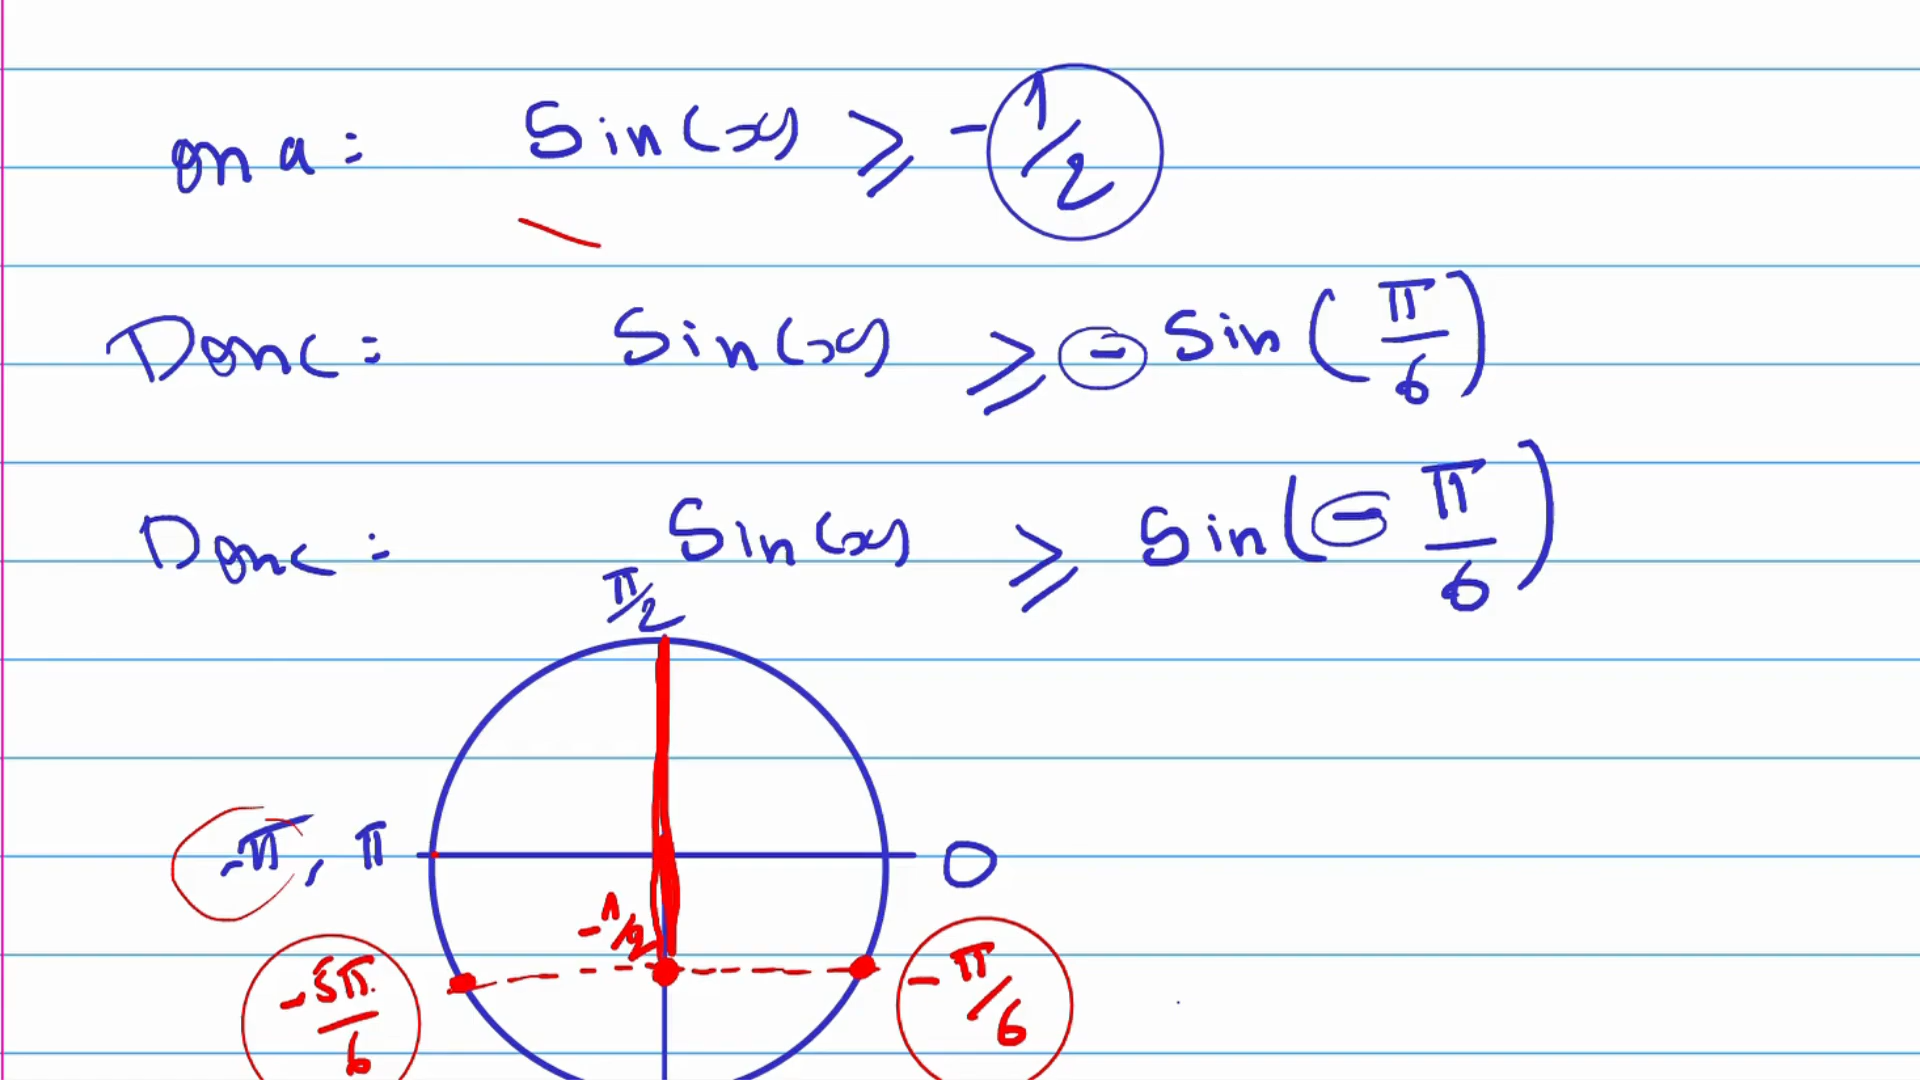 on a : Sin(x) ⩾ - 1/2
Donc : Sin(x) ⩾ - Sin(π/6)
Donc : Sin(x) ⩾ Sin(-π/6)
π/2
-π, π 0
-1/2
-5π/6 -π/6